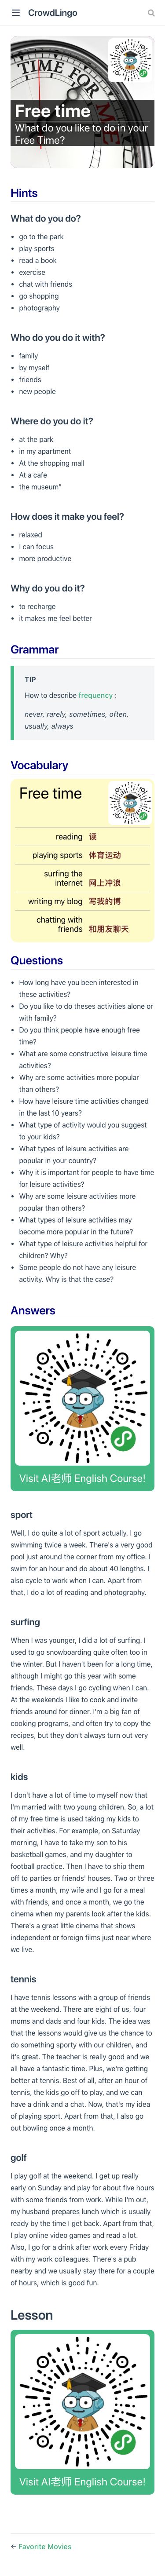 CrowdLingo
TIME FOR ME
Free time
What do you like to do in your
Free Time?
Hints
What do you do?
• go to the park
• play sports
• read a book
• exercise
• chat with friends
• go shopping
• photography
Who do you do it with?
• family
• by myself
• friends
• new people
Where do you do it?
• at the park
• in my apartment
• At the shopping mall
• At a cafe
• the museum"
How does it make you feel?
• relaxed
• I can focus
• more productive
Why do you do it?
• to recharge
• it makes me feel better
Grammar
TIP
How to describe frequency :
never, rarely, sometimes, often,
usually, always
Vocabulary
Free time
reading 读
playing sports 体育运动
surfing the
internet 网上冲浪
writing my blog 写我的博
chatting with
friends 和朋友聊天
Questions
• How long have you been interested in
these activities?
• Do you like to do theses activities alone or
with family?
• Do you think people have enough free
time?
• What are some constructive leisure time
activities?
• Why are some activities more popular
than others?
• How have leisure time activities changed
in the last 10 years?
• What type of activity would you suggest
to your kids?
• What types of leisure activities are
popular in your country?
• Why it is important for people to have time
for leisure activities?
• Why are some leisure activities more
popular than others?
• What types of leisure activities may
become more popular in the future?
• What type of leisure activities helpful for
children? Why?
• Some people do not have any leisure
activity. Why is that the case?
Answers
Visit AI老师 English Course!
sport
Well, I do quite a lot of sport actually. I go
swimming twice a week. There's a very good
pool just around the corner from my office. I
swim for an hour and do about 40 lengths. I
also cycle to work when I can. Apart from
that, I do a lot of reading and photography.
surfing
When I was younger, I did a lot of surfing. I
used to go snowboarding quite often too in
the winter. But I haven't been for a long time,
although I might go this year with some
friends. These days I go cycling when I can.
At the weekends I like to cook and invite
friends around for dinner. I'm a big fan of
cooking programs, and often try to copy the
recipes, but they don't always turn out very
well.
kids
I don't have a lot of time to myself now that
I'm married with two young children. So, a lot
of my free time is used taking my kids to
their activities. For example, on Saturday
morning, I have to take my son to his
basketball games, and my daughter to
football practice. Then I have to ship them
off to parties or friends' houses. Two or three
times a month, my wife and I go for a meal
with friends, and once a month, we go the
cinema when my parents look after the kids.
There's a great little cinema that shows
independent or foreign films just near where
we live.
tennis
I have tennis lessons with a group of friends
at the weekend. There are eight of us, four
moms and dads and four kids. The idea was
that the lessons would give us the chance to
do something sporty with our children, and
it's great. The teacher is really good and we
all have a fantastic time. Plus, we're getting
better at tennis. Best of all, after an hour of
tennis, the kids go off to play, and we can
have a drink and a chat. Now, that's my idea
of playing sport. Apart from that, I also go
out bowling once a month.
golf
I play golf at the weekend. I get up really
early on Sunday and play for about five hours
with some friends from work. While I'm out,
my husband prepares lunch which is usually
ready by the time I get back. Apart from that,
I play online video games and read a lot.
Also, I go for a drink after work every Friday
with my work colleagues. There's a pub
nearby and we usually stay there for a couple
of hours, which is good fun.
Lesson
Visit AI老师 English Course!
← Favorite Movies